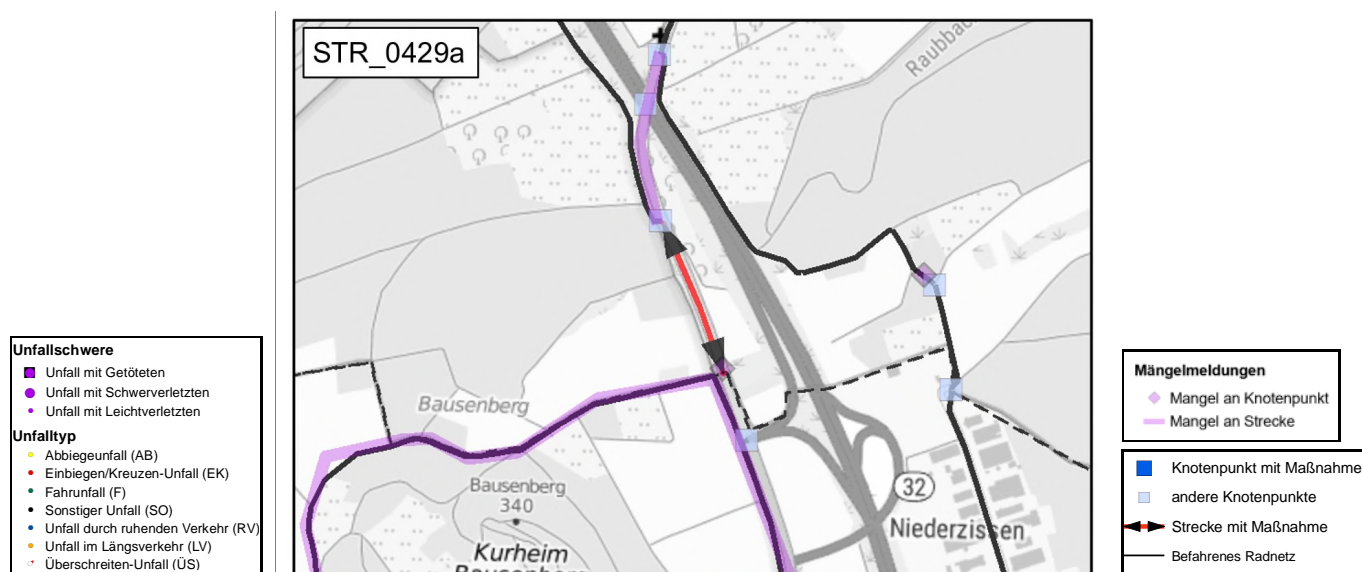 STR_0429a
Raubbac
Bausenberg
Bausenberg
340
Kurheim
Bausenberg
32
Niederzissen
Unfallschwere
Unfall mit Getöteten
Unfall mit Schwerverletzten
Unfall mit Leichtverletzten
Unfalltyp
Abbiegeunfall (AB)
Einbiegen/Kreuzen-Unfall (EK)
Fahrunfall (F)
Sonstiger Unfall (SO)
Unfall durch ruhenden Verkehr (RV)
Unfall im Längsverkehr (LV)
Überschreiten-Unfall (ÜS)
Mängelmeldungen
Mangel an Knotenpunkt
Mangel an Strecke
Knotenpunkt mit Maßnahme
andere Knotenpunkte
Strecke mit Maßnahme
Befahrenes Radnetz